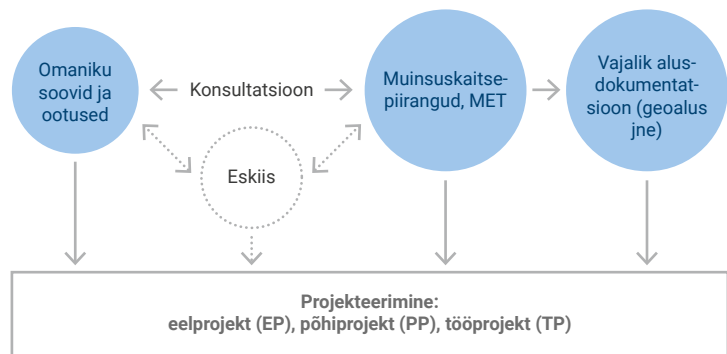 Omaniku
soovid ja
ootused
Konsultatsioon
Muinsuskaitse-
piirangud, MET
Vajalik alus-
dokumentat-
sioon (geoalus
jne)
Eskiis
Projekteerimine:
eelprojekt (EP), põhiprojekt (PP), tööprojekt (TP)